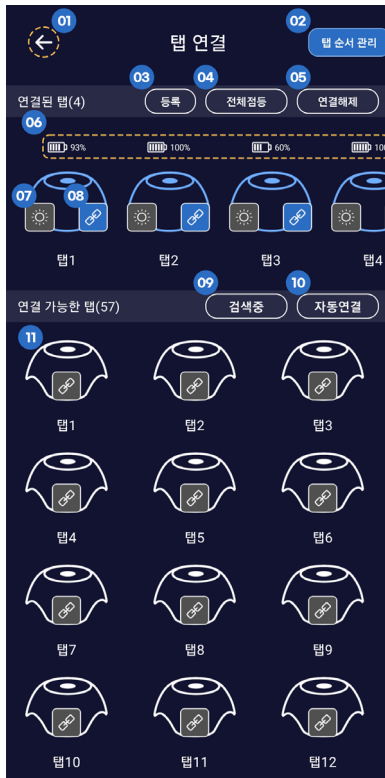 01
02
탭 연결
탭 순서 관리
03
04
05
연결된 탭(4)
등록
전체점등
연결해제
06
93%
100%
60%
10
07
08
탭1
탭2
탭3
탭4
09
10
연결 가능한 탭(57)
검색중
자동연결
11
탭1
탭2
탭3
탭4
탭5
탭6
탭7
탭8
탭9
탭10
탭11
탭12